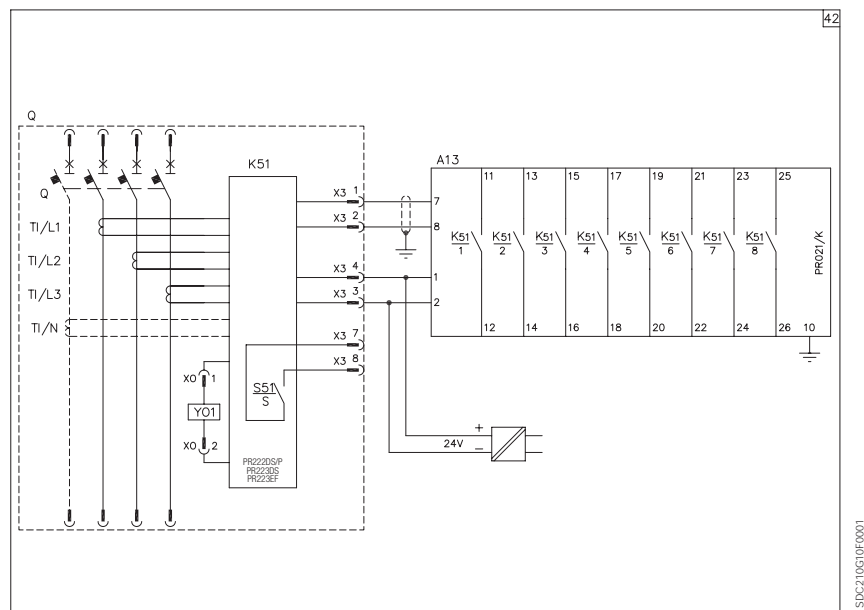 42
Q
K51
A13
11 13 15 17 19 21 23 25
X3 1
7
Q
X3 2
8
TI/L1
K51 K51 K51 K51 K51 K51 K51 K51
1 2 3 4 5 6 7 8
PR021/K
TI/L2
X3 4
1
TI/L3
X3 3
2
TI/N
12 14 16 18 20 22 24 26 10
X3 7
X3 8
X0 1
S51
S
Y01
X0 2
24V + −
PR222DS/P
PR223DS
PR223EF
SDC210G10F0001